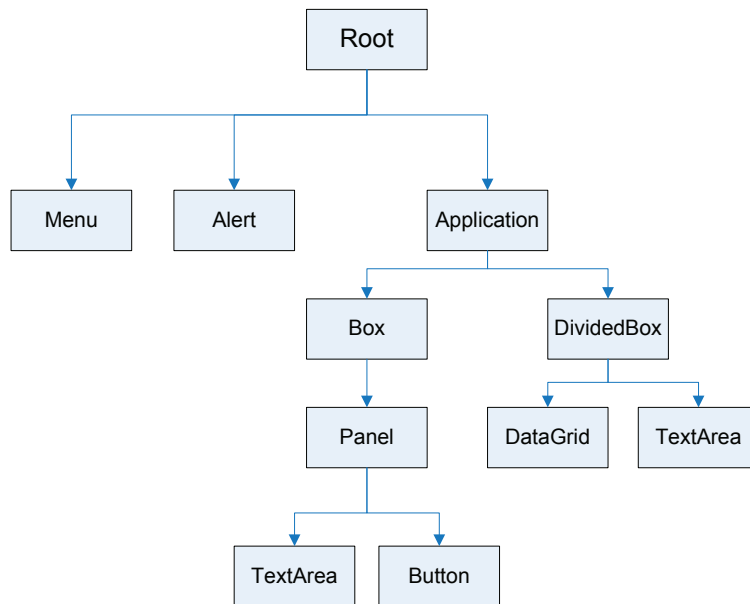 Root
Menu
Alert
Application
Box
DividedBox
Panel
DataGrid
TextArea
TextArea
Button